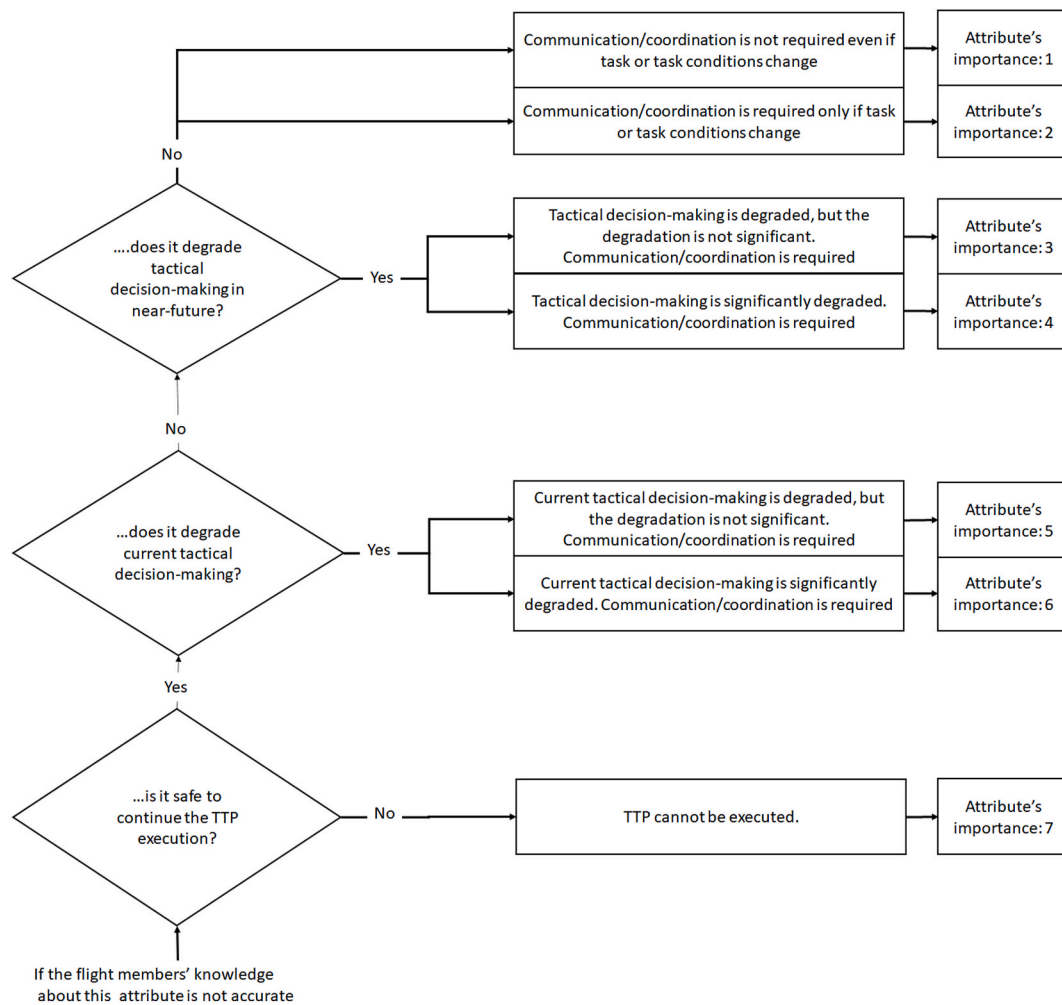 Communication/coordination is not required even if
task or task conditions change
Attribute's
importance: 1
Communication/coordination is required only if task
or task conditions change
Attribute's
importance: 2
No
....does it degrade
tactical
decision-making in
near-future?
Yes
Tactical decision-making is degraded, but the
degradation is not significant.
Communication/coordination is required
Attribute's
importance: 3
Tactical decision-making is significantly degraded.
Communication/coordination is required
Attribute's
importance: 4
No
...does it degrade
current tactical
decision-making?
Yes
Current tactical decision-making is degraded, but
the degradation is not significant.
Communication/coordination is required
Attribute's
importance: 5
Current tactical decision-making is significantly
degraded. Communication/coordination is required
Attribute's
importance: 6
Yes
...is it safe to
continue the TTP
execution?
No
TTP cannot be executed.
Attribute's
importance: 7
If the flight members' knowledge
about this attribute is not accurate